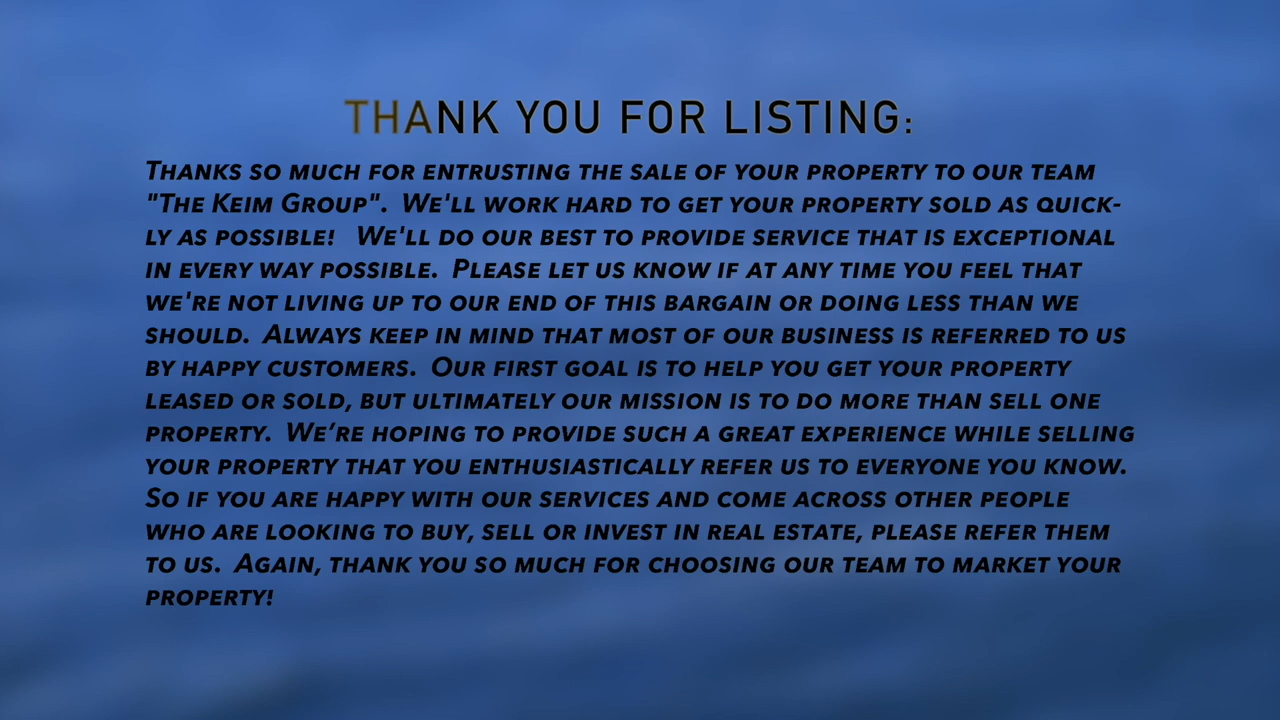 THANK YOU FOR LISTING:
Thanks so much for entrusting the sale of your property to our team
"The Keim Group".  We'll work hard to get your property sold as quick-
ly as possible!   We'll do our best to provide service that is exceptional
in every way possible.  Please let us know if at any time you feel that
we're not living up to our end of this bargain or doing less than we
should.  Always keep in mind that most of our business is referred to us
by happy customers.  Our first goal is to help you get your property
leased or sold, but ultimately our mission is to do more than sell one
property.  We’re hoping to provide such a great experience while selling
your property that you enthusiastically refer us to everyone you know.
So if you are happy with our services and come across other people
who are looking to buy, sell or invest in real estate, please refer them
to us.  Again, thank you so much for choosing our team to market your
property!